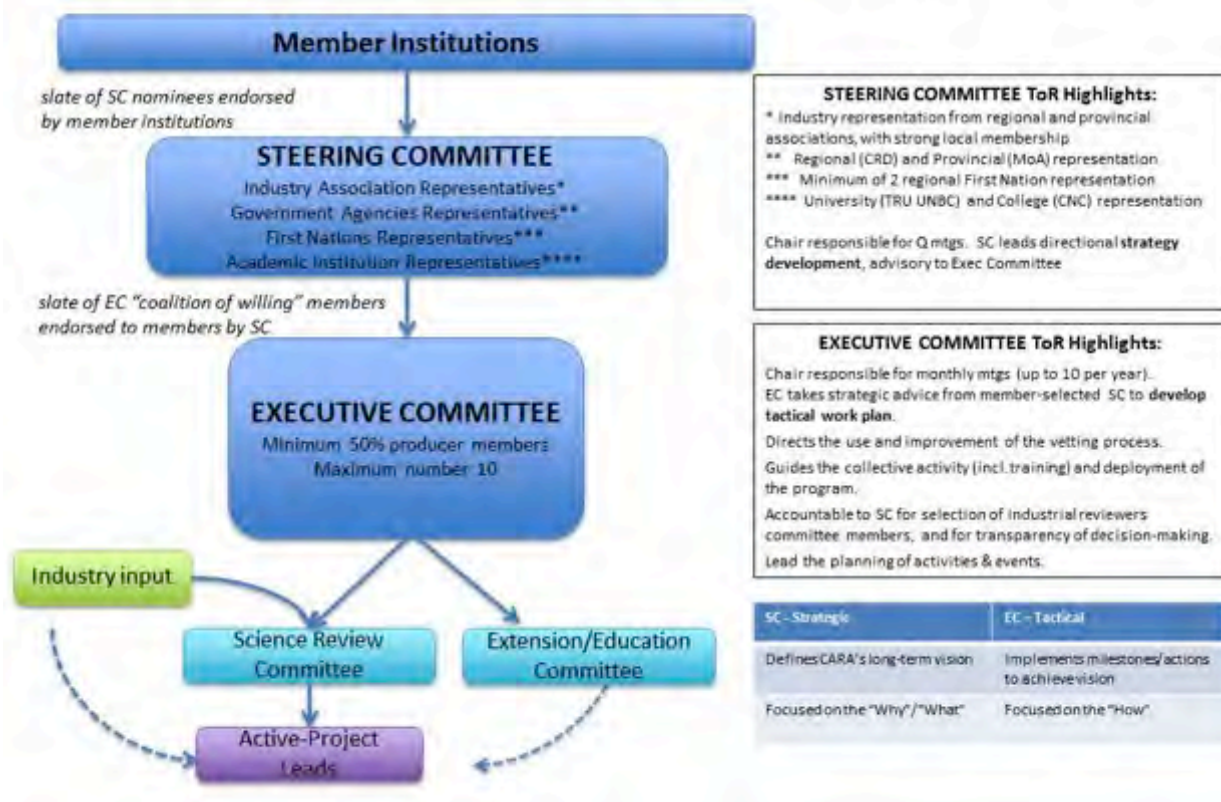 Member Institutions
slate of SC nominees endorsed
by member institutions
STEERING COMMITTEE
Industry Association Representatives*
Government Agencies Representatives**
First Nations Representatives***
Academic Institution Representatives****
slate of EC "coalition of willing" members
endorsed to members by SC
EXECUTIVE COMMITTEE
Minimum 50% producer members
Maximum number 10
Industry input
Science Review
Committee
Extension/Education
Committee
Active-Project
Leads
STEERING COMMITTEE ToR Highlights:
* Industry representation from regional and provincial
associations, with strong local membership
** Regional (CRD) and Provincial (MoA) representation
*** Minimum of 2 regional First Nation representation
**** University (TRU UNBC) and College (CNC) representation
Chair responsible for Q mtgs. SC leads directional strategy
development, advisory to Exec Committee
EXECUTIVE COMMITTEE ToR Highlights:
Chair responsible for monthly mtgs (up to 10 per year).
EC takes strategic advice from member-selected SC to develop
tactical work plan.
Directs the use and improvement of the vetting process.
Guides the collective activity (incl. training) and deployment of
the program.
Accountable to SC for selection of industrial reviewers
committee members, and for transparency of decision-making.
Lead the planning of activities & events.
SC - Strategic
EC - Tactical
Defines CARA's long-term vision
Implements milestones/actions
to achieve vision
Focused on the "Why"/"What"
Focused on the "How"